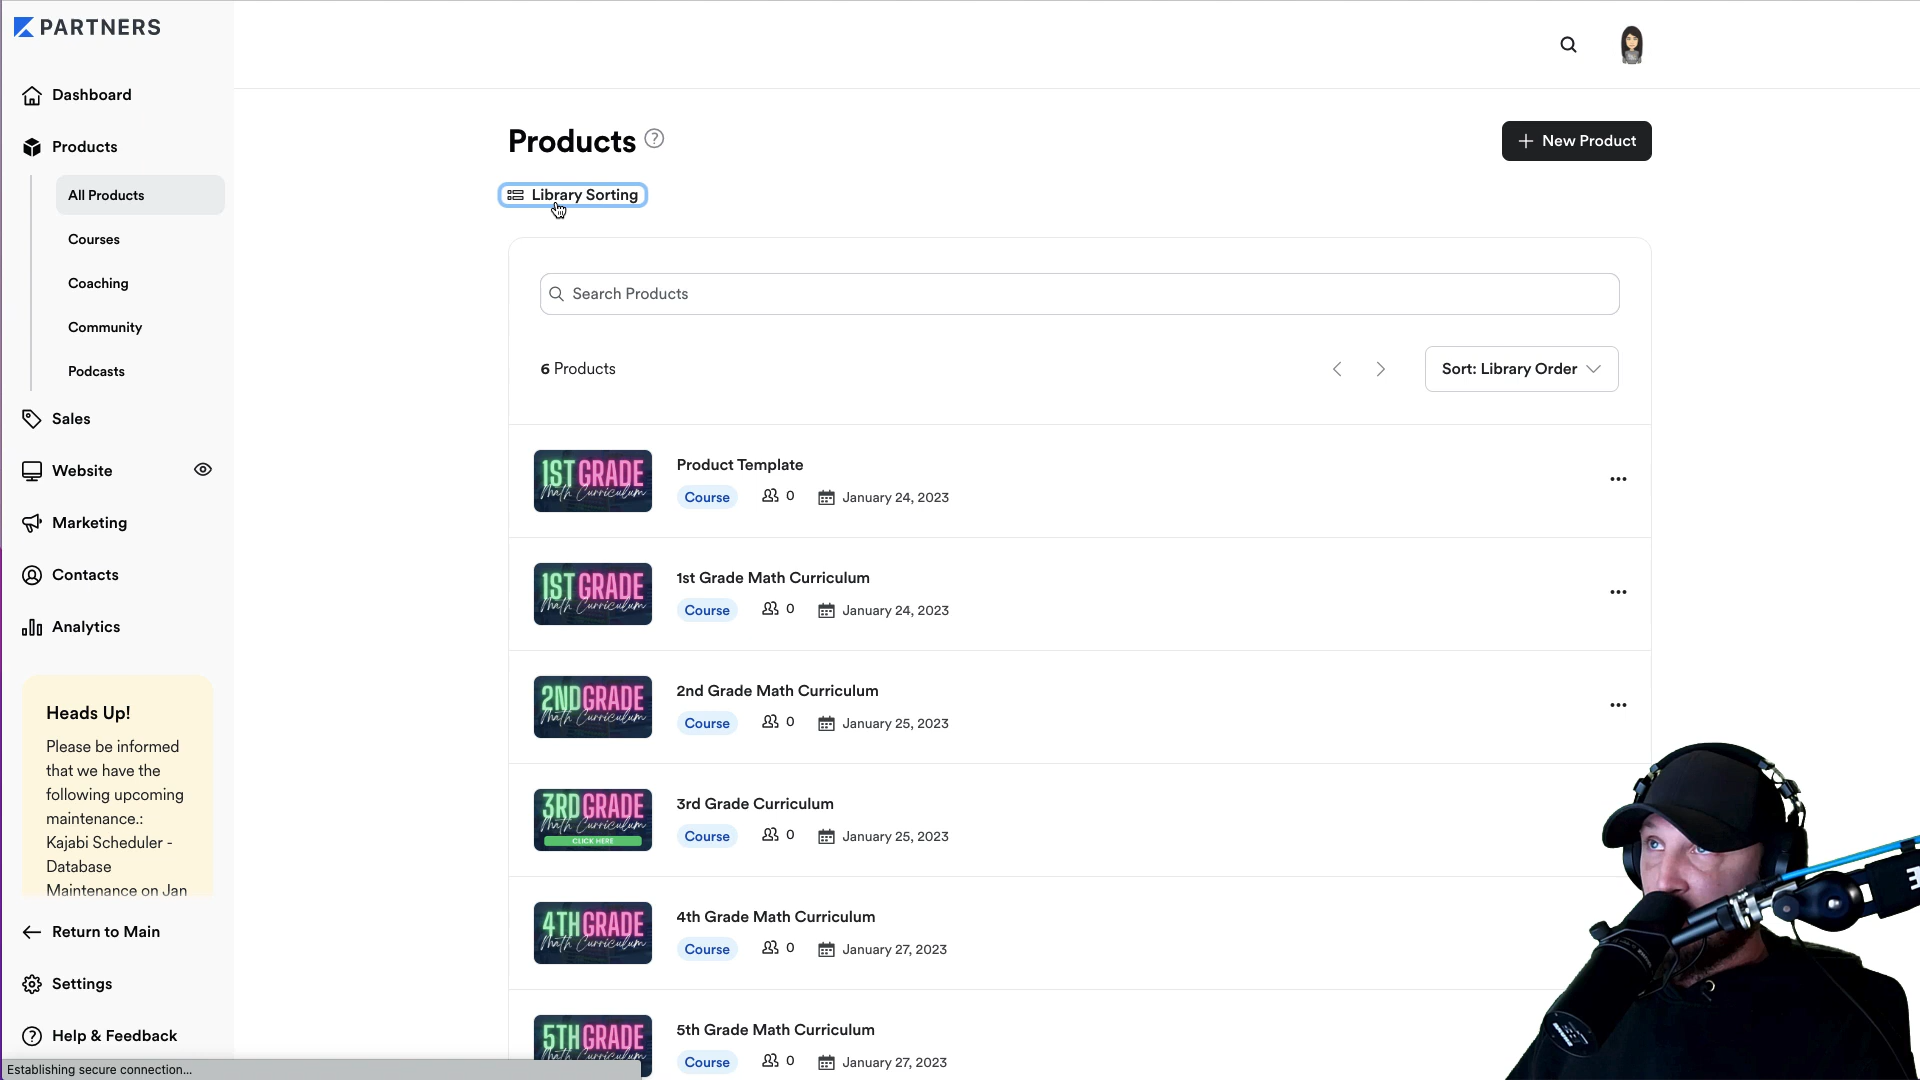 PARTNERS
Dashboard
Products
All Products
Courses
Coaching
Community
Podcasts
Sales
Website
Marketing
Contacts
Analytics
Heads Up!
Please be informed
that we have the
following upcoming
maintenance.:
Kajabi Scheduler -
Database
Maintenance on Jan
Return to Main
Settings
Help & Feedback
Establishing secure connection...
Products ?
+ New Product
Library Sorting
Search Products
6 Products
Sort: Library Order
1ST GRADE
Math Curriculum
Product Template
Course 0 January 24, 2023
1ST GRADE
Math Curriculum
1st Grade Math Curriculum
Course 0 January 24, 2023
2ND GRADE
Math Curriculum
2nd Grade Math Curriculum
Course 0 January 25, 2023
3RD GRADE
Math Curriculum
CLICK HERE
3rd Grade Curriculum
Course 0 January 25, 2023
4TH GRADE
Math Curriculum
4th Grade Math Curriculum
Course 0 January 27, 2023
5TH GRADE
5th Grade Math Curriculum
Course 0 January 27, 2023